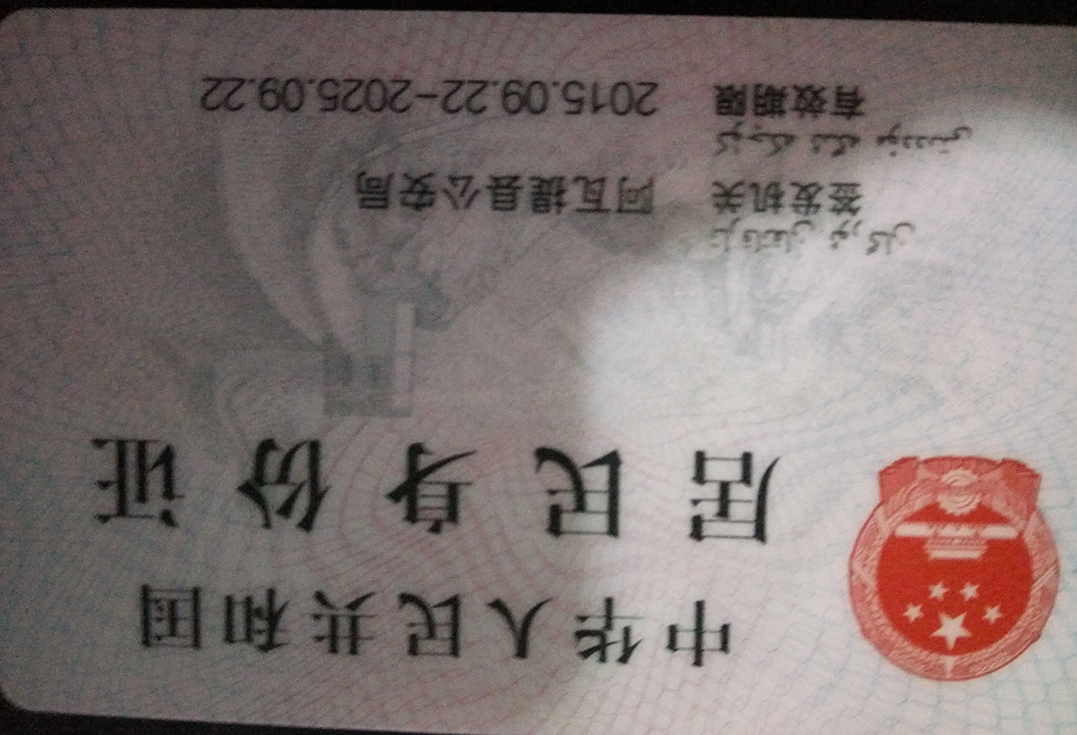 中华人民共和国
居民身份证
签发机关 阿瓦提县公安局
有效期限 2015.09.22-2025.09.22